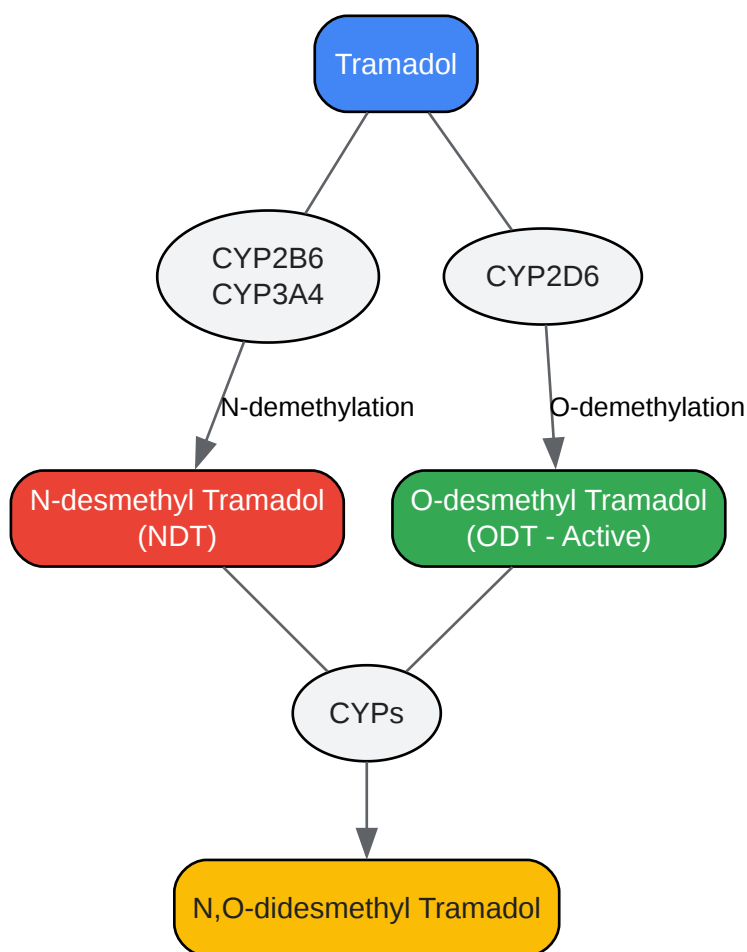 Tramadol
CYP2B6
CYP3A4
CYP2D6
N-demethylation
O-demethylation
N-desmethyl Tramadol
(NDT)
O-desmethyl Tramadol
(ODT - Active)
CYPs
N,O-didesmethyl Tramadol